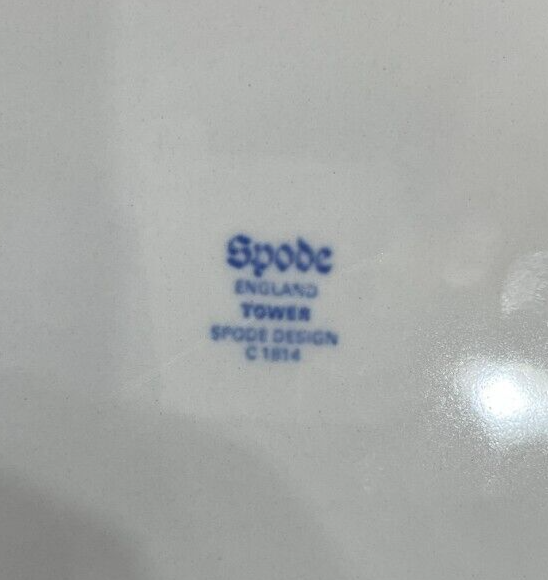 Spode
ENGLAND
TOWER
SPODE DESIGN
C 1814